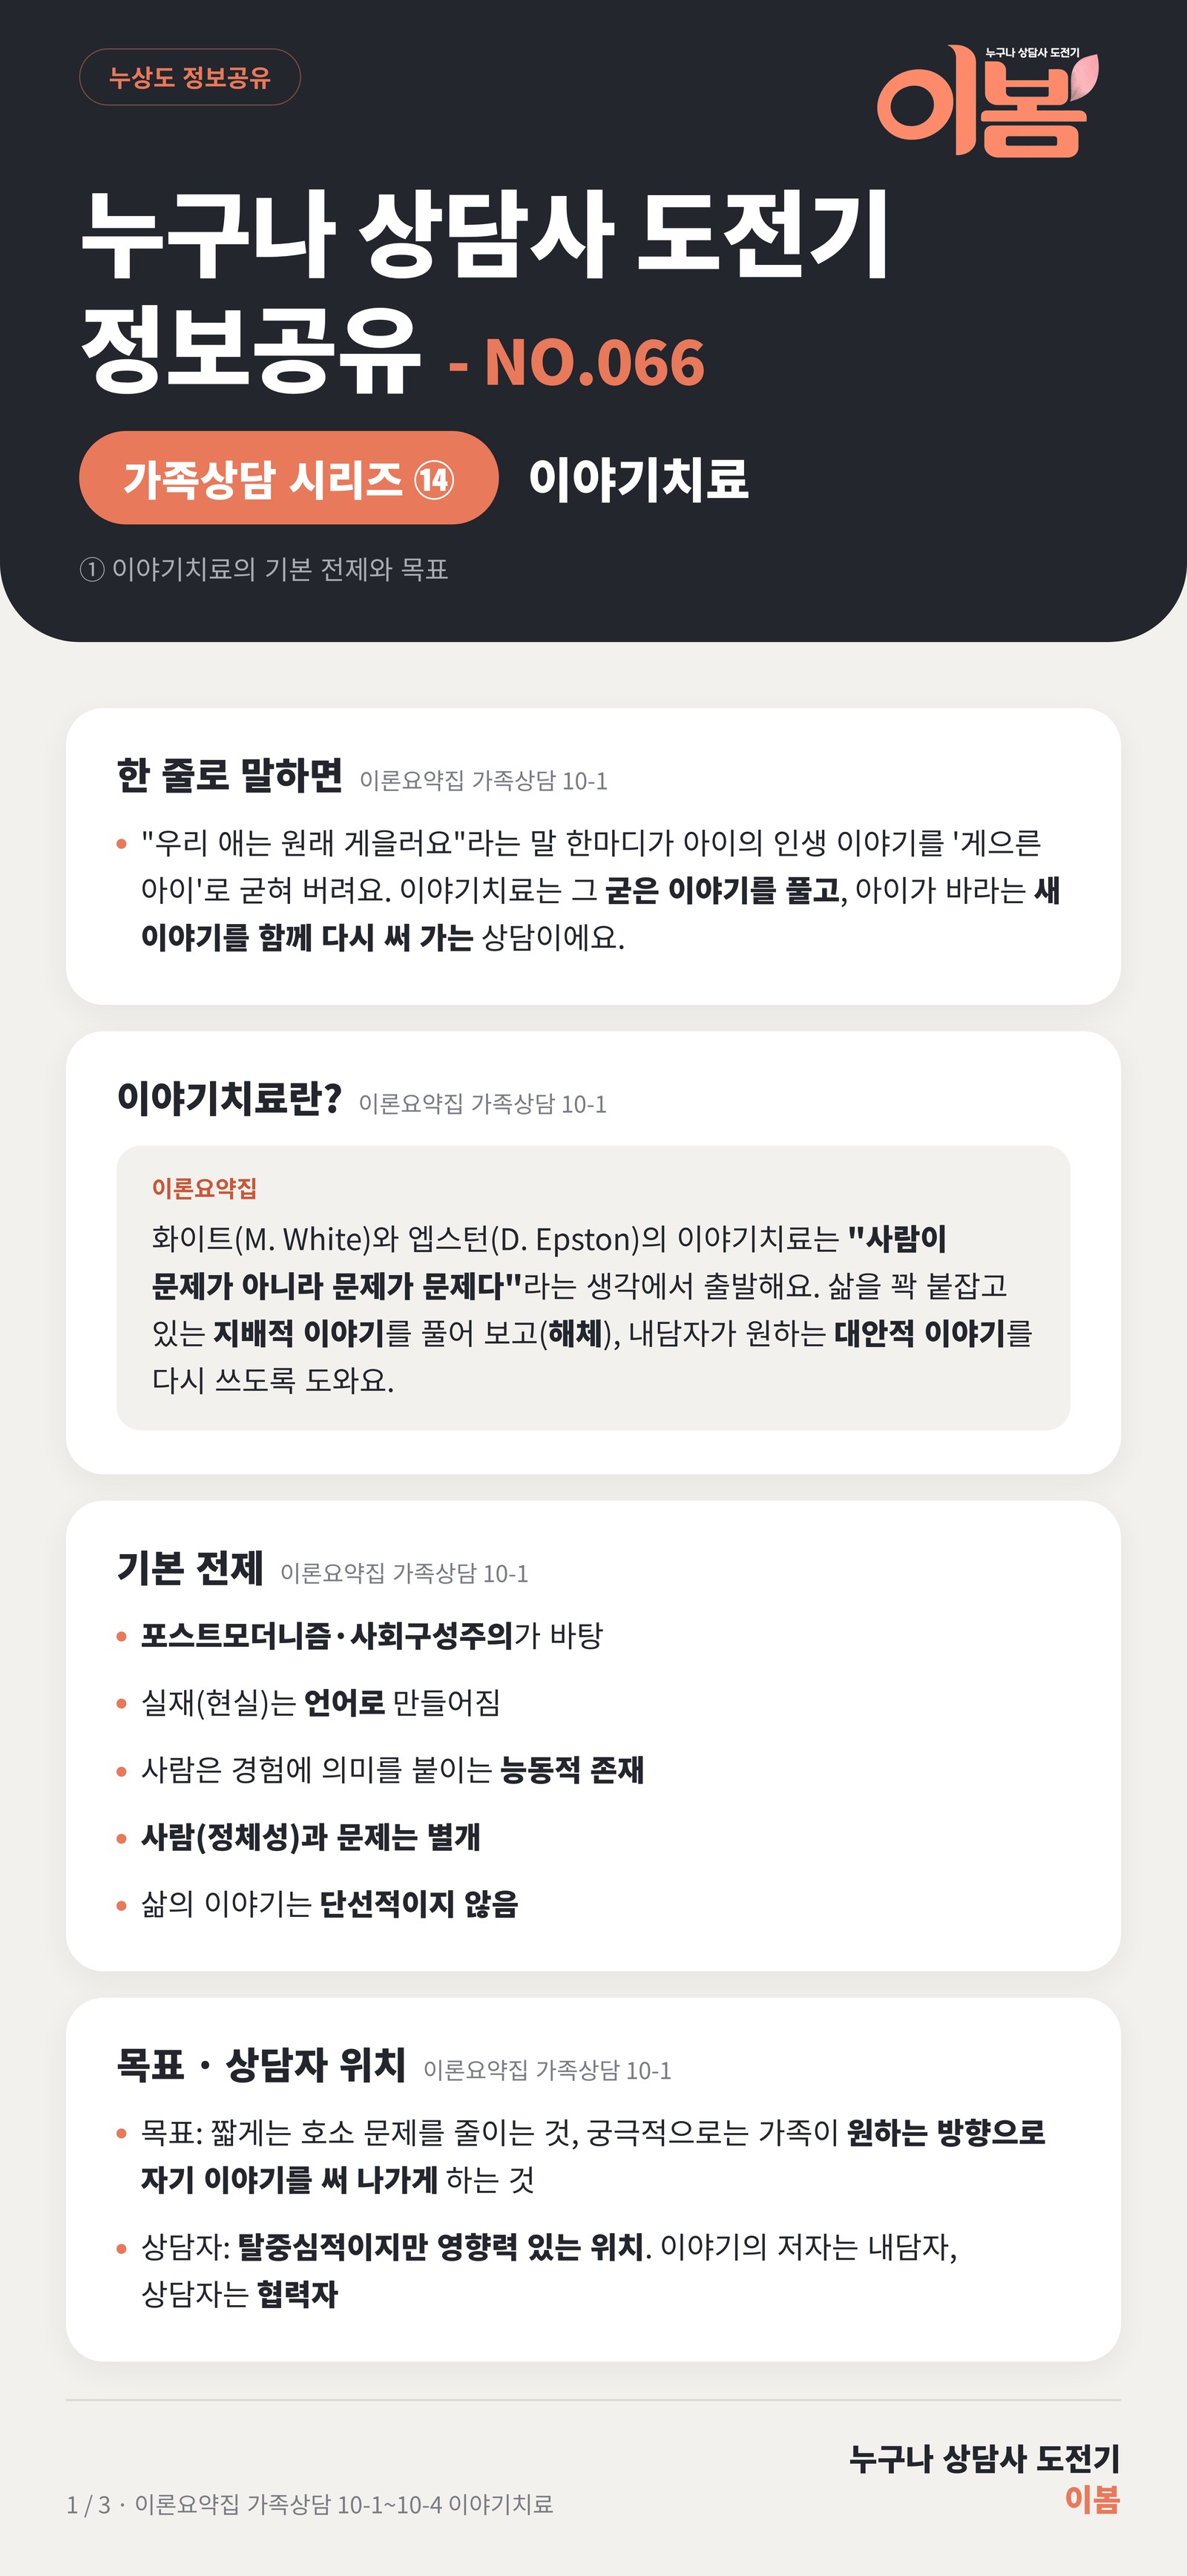 누상도 정보공유
누구나 상담사 도전기
이봄
누구나 상담사 도전기
정보공유 - NO.066
가족상담 시리즈 ⑭ 이야기치료
① 이야기치료의 기본 전제와 목표
한 줄로 말하면 이론요약집 가족상담 10-1
• "우리 애는 원래 게을러요"라는 말 한마디가 아이의 인생 이야기를 '게으른
아이'로 굳혀 버려요. 이야기치료는 그 굳은 이야기를 풀고, 아이가 바라는 새
이야기를 함께 다시 써 가는 상담이에요.
이야기치료란? 이론요약집 가족상담 10-1
이론요약집
화이트(M. White)와 엡스턴(D. Epston)의 이야기치료는 "사람이
문제가 아니라 문제가 문제다"라는 생각에서 출발해요. 삶을 꽉 붙잡고
있는 지배적 이야기를 풀어 보고(해체), 내담자가 원하는 대안적 이야기를
다시 쓰도록 도와요.
기본 전제 이론요약집 가족상담 10-1
• 포스트모더니즘·사회구성주의가 바탕
• 실재(현실)는 언어로 만들어짐
• 사람은 경험에 의미를 붙이는 능동적 존재
• 사람(정체성)과 문제는 별개
• 삶의 이야기는 단선적이지 않음
목표 · 상담자 위치 이론요약집 가족상담 10-1
• 목표: 짧게는 호소 문제를 줄이는 것, 궁극적으로는 가족이 원하는 방향으로
자기 이야기를 써 나가게 하는 것
• 상담자: 탈중심적이지만 영향력 있는 위치. 이야기의 저자는 내담자,
상담자는 협력자
누구나 상담사 도전기
1 / 3 · 이론요약집 가족상담 10-1~10-4 이야기치료
이봄